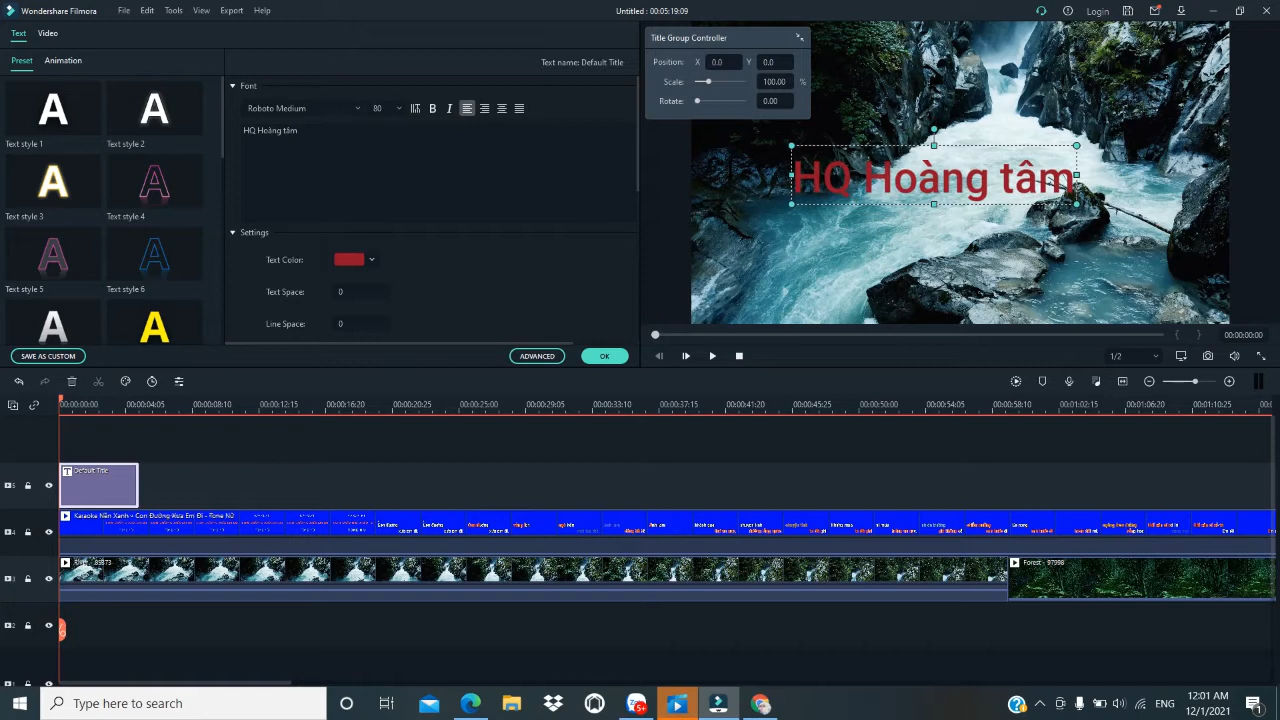 Wondershare Filmora
File Edit Tools View Export Help
Untitled : 00:05:19:09
Login
Text Video
Preset Animation
Text name: Default Title
Font
Roboto Medium 80 B I
HQ Hoàng tâm
Text style 1
Text style 2
Text style 3
Text style 4
Text style 5
Text style 6
Settings
Text Color:
Text Space: 0
Line Space: 0
SAVE AS CUSTOM
ADVANCED
OK
Title Group Controller
Position: X 0.0 Y 0.0
Scale: 100.00 %
Rotate: 0.00
HQ Hoàng tâm
00:00:00:00
1/2
00:00:00:00 00:00:04:05 00:00:08:10 00:00:12:15 00:00:16:20 00:00:20:25 00:00:25:00 00:00:29:05 00:00:33:10 00:00:37:15 00:00:41:20 00:00:45:25 00:00:50:00 00:00:54:05 00:00:58:10 00:01:02:15 00:01:06:20 00:01:10:25
Default Title
Karaoke Nền Xanh - Con Đường Xưa Em Đi - Tone Nữ
Forest - 97998
Type here to search
12:01 AM
12/1/2021